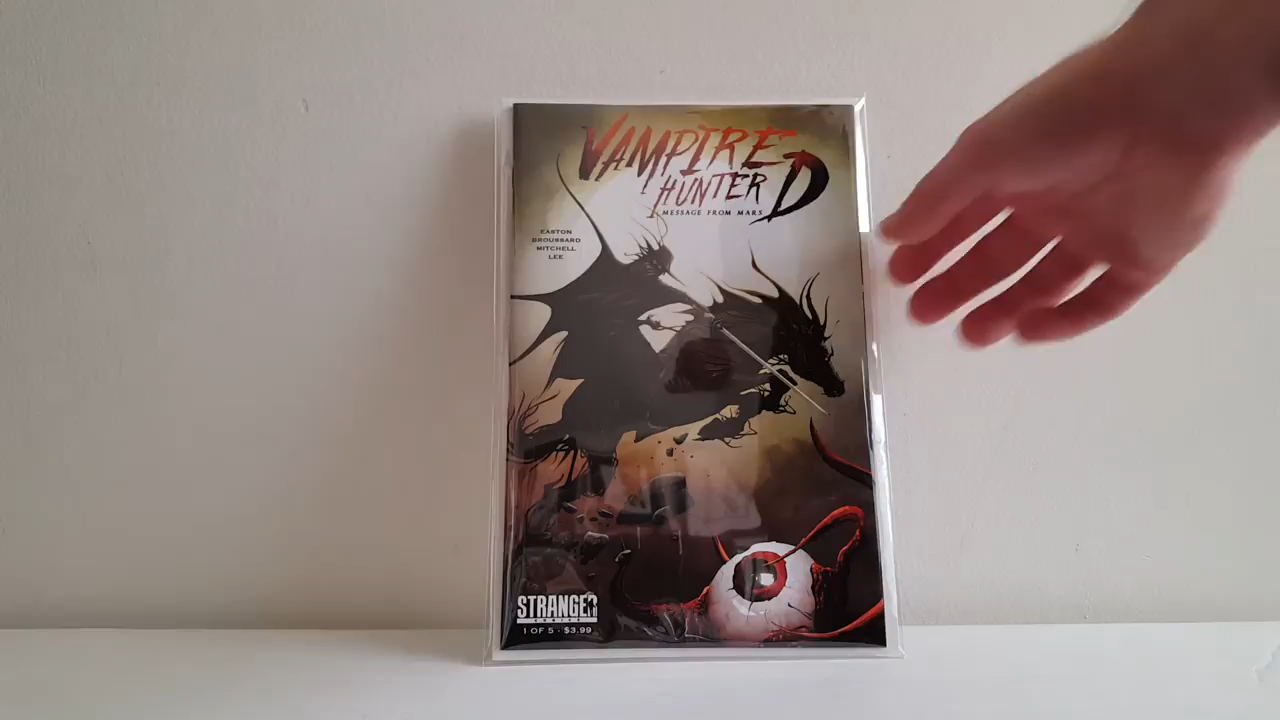 VAMPIRE
HUNTER D
MESSAGE FROM MARS
EASTON
BROUSSARD
MITCHELL
LEE
STRANGER
COMICS
1 OF 5 - $3.99